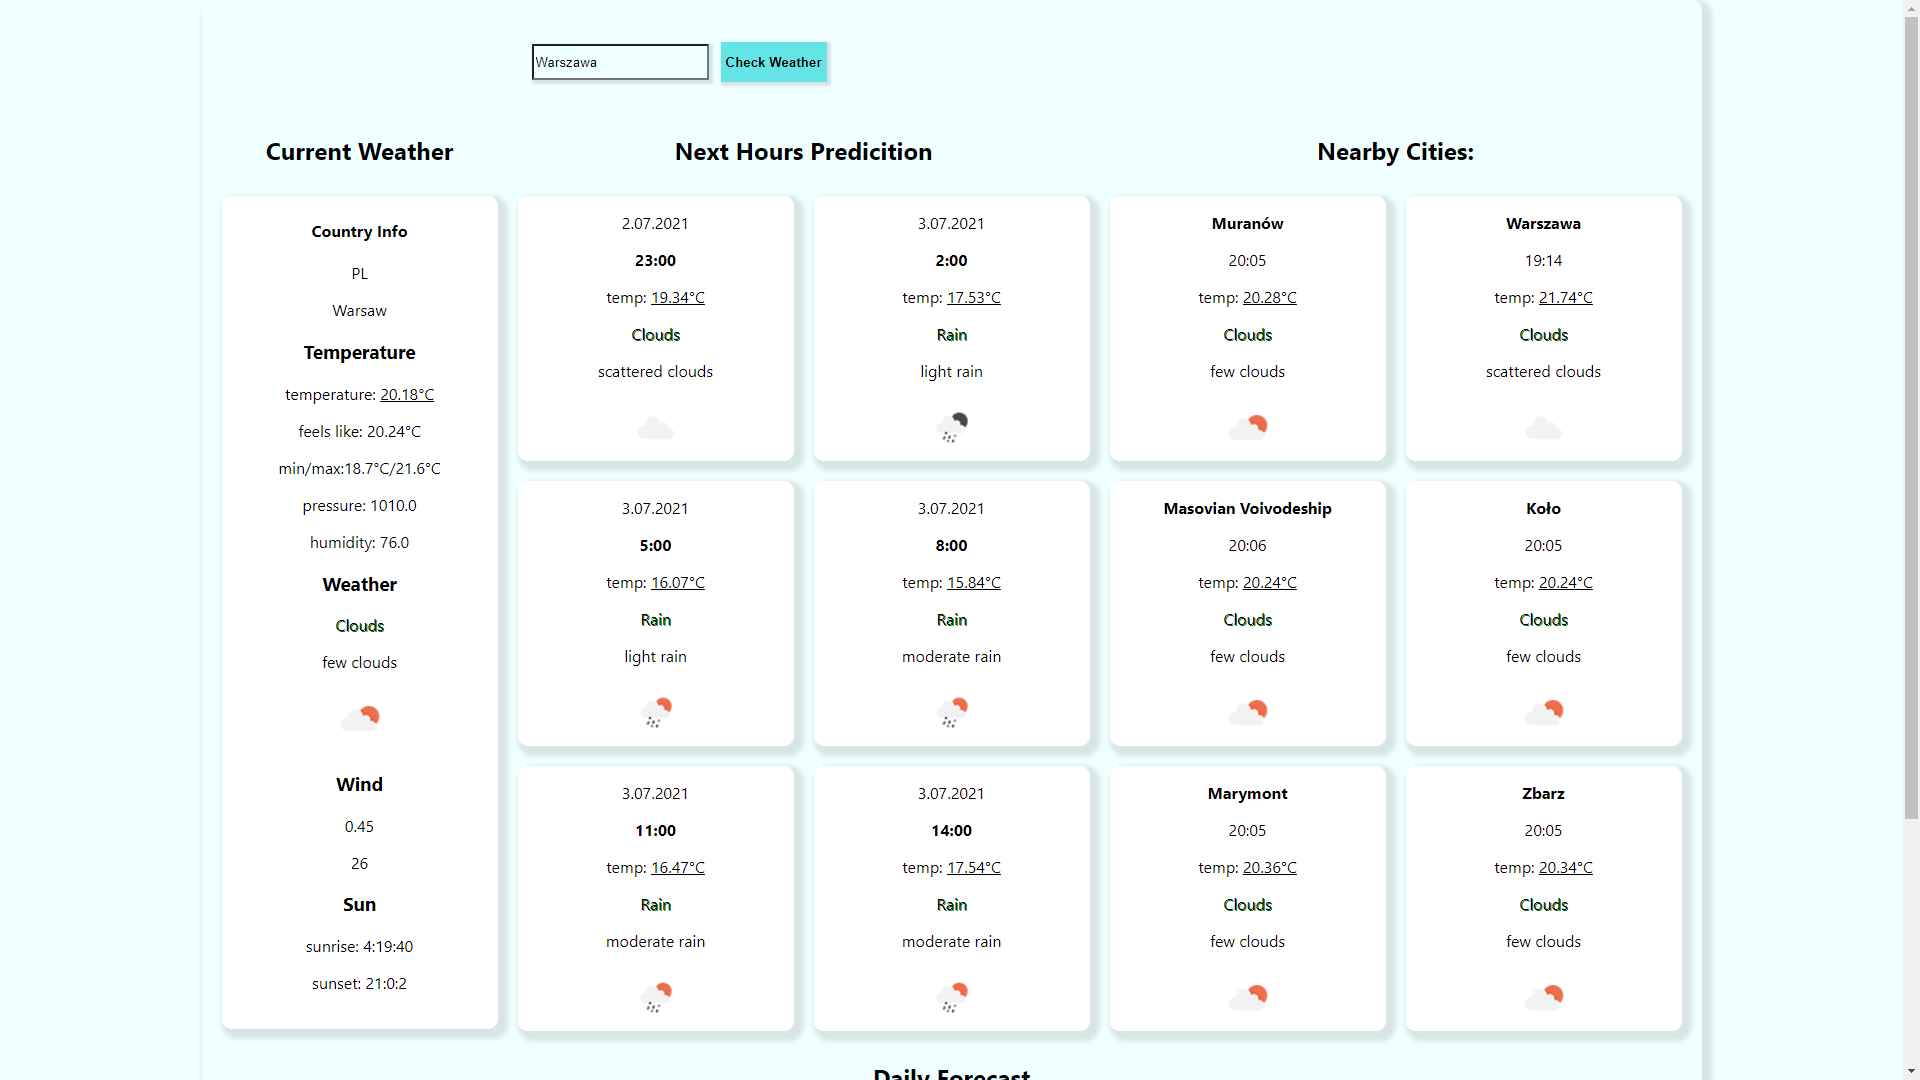 Warszawa
Check Weather
Current Weather
Country Info
PL
Warsaw
Temperature
temperature: 20.18°C
feels like: 20.24°C
min/max:18.7°C/21.6°C
pressure: 1010.0
humidity: 76.0
Weather
Clouds
few clouds
Wind
0.45
26
Sun
sunrise: 4:19:40
sunset: 21:0:2
Next Hours Predicition
2.07.2021
23:00
temp: 19.34°C
Clouds
scattered clouds
3.07.2021
2:00
temp: 17.53°C
Rain
light rain
3.07.2021
5:00
temp: 16.07°C
Rain
light rain
3.07.2021
8:00
temp: 15.84°C
Rain
moderate rain
3.07.2021
11:00
temp: 16.47°C
Rain
moderate rain
3.07.2021
14:00
temp: 17.54°C
Rain
moderate rain
Nearby Cities:
Muranów
20:05
temp: 20.28°C
Clouds
few clouds
Warszawa
19:14
temp: 21.74°C
Clouds
scattered clouds
Masovian Voivodeship
20:06
temp: 20.24°C
Clouds
few clouds
Koło
20:05
temp: 20.24°C
Clouds
few clouds
Marymont
20:05
temp: 20.36°C
Clouds
few clouds
Zbarz
20:05
temp: 20.34°C
Clouds
few clouds
Daily Forecast